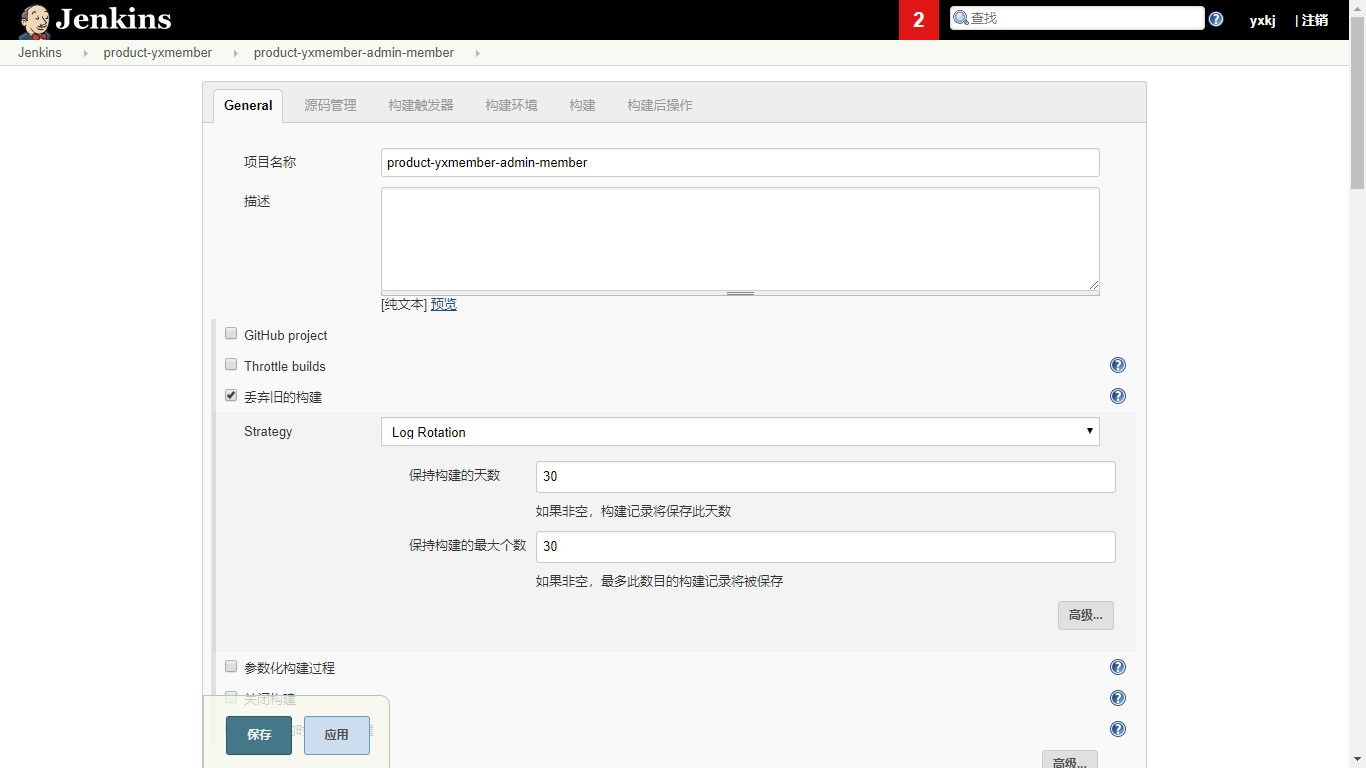 Jenkins 2 查找 yxkj | 注销
Jenkins product-yxmember product-yxmember-admin-member
General 源码管理 构建触发器 构建环境 构建 构建后操作
项目名称 product-yxmember-admin-member
描述
[纯文本] 预览
GitHub project
Throttle builds
丢弃旧的构建
Strategy Log Rotation
保持构建的天数 30
如果非空，构建记录将保存此天数
保持构建的最大个数 30
如果非空，最多此数目的构建记录将被保存
高级...
参数化构建过程
关闭构建
保存 应用
高级...